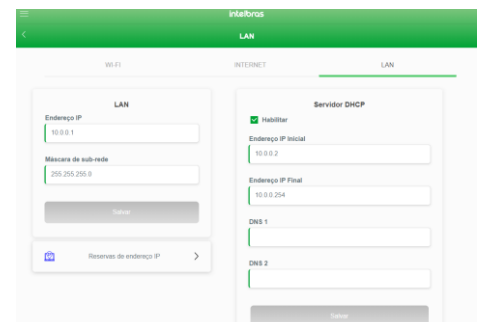 intelbras
LAN
WI-FI
INTERNET
LAN
LAN
Endereço IP
10.0.0.1
Máscara de sub-rede
255.255.255.0
Salvar
Reservas de endereço IP
Servidor DHCP
Habilitar
Endereço IP Inicial
10.0.0.2
Endereço IP Final
10.0.0.254
DNS 1
DNS 2
Salvar